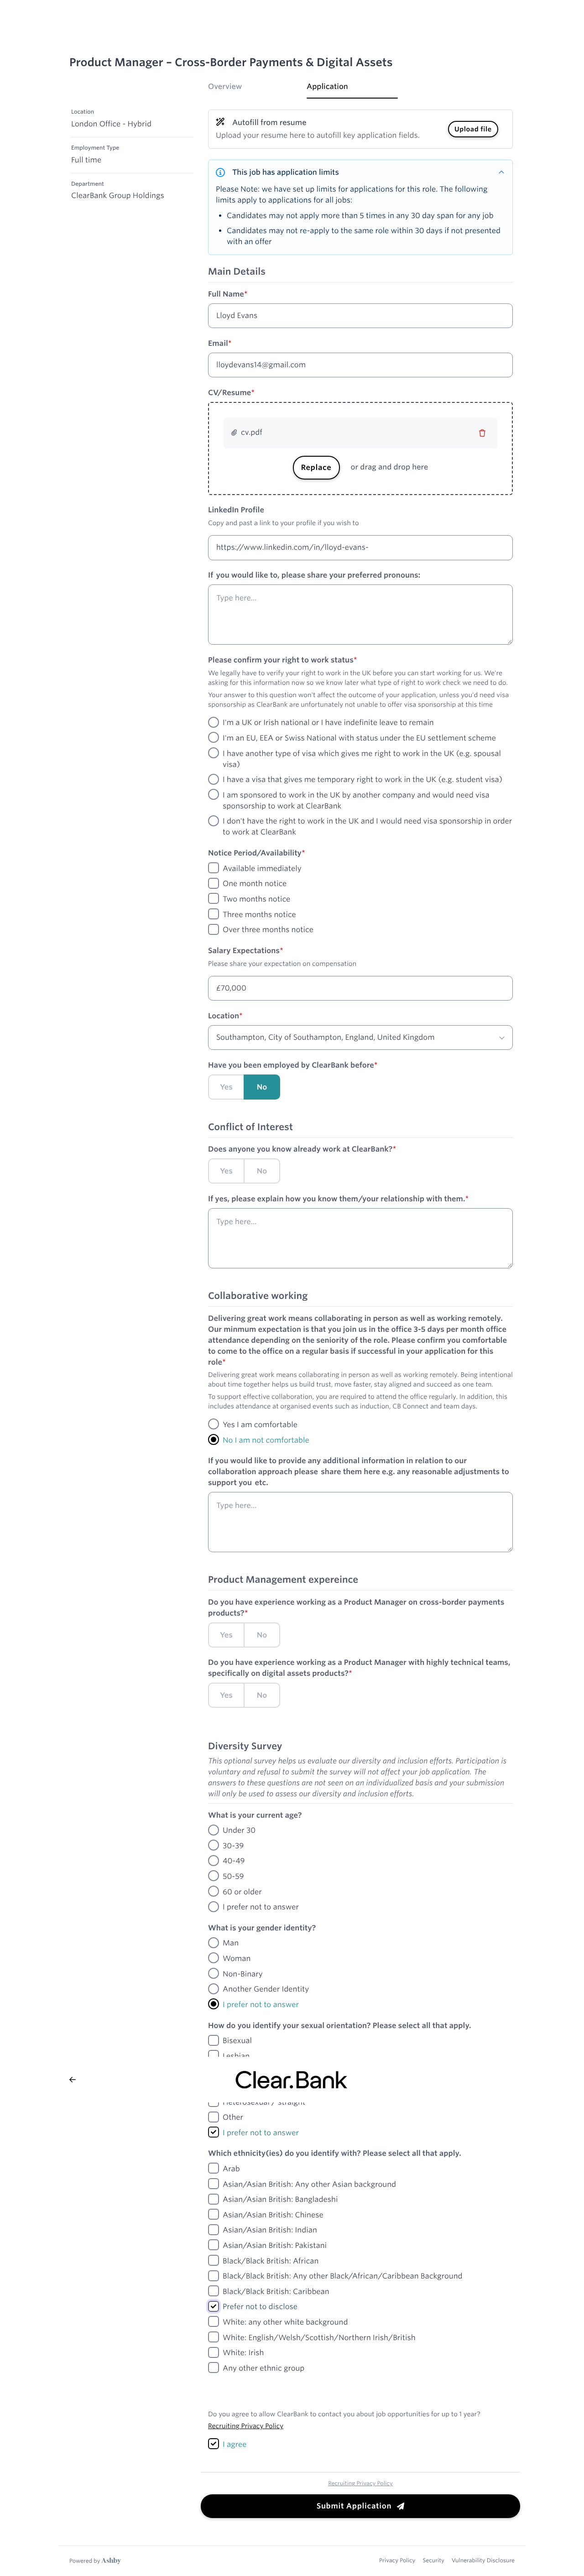 Product Manager – Cross-Border Payments & Digital Assets
Overview
Application
Location
London Office - Hybrid
Employment Type
Full time
Department
ClearBank Group Holdings
Autofill from resume
Upload your resume here to autofill key application fields.
Upload file
This job has application limits
Please Note: we have set up limits for applications for this role. The following
limits apply to applications for all jobs:
• Candidates may not apply more than 5 times in any 30 day span for any job
• Candidates may not re-apply to the same role within 30 days if not presented
with an offer
Main Details
Full Name*
Lloyd Evans
Email*
lloydevans14@gmail.com
CV/Resume*
cv.pdf
Replace
or drag and drop here
LinkedIn Profile
Copy and past a link to your profile if you wish to
https://www.linkedin.com/in/lloyd-evans-
If you would like to, please share your preferred pronouns:
Type here...
Please confirm your right to work status*
We legally have to verify your right to work in the UK before you can start working for us. We're
asking for this information now so we know later what type of right to work check we need to do.
Your answer to this question won't affect the outcome of your application, unless you'd need visa
sponsorship as ClearBank are unfortunately not unable to offer visa sponsorship at this time
I'm a UK or Irish national or I have indefinite leave to remain
I'm an EU, EEA or Swiss National with status under the EU settlement scheme
I have another type of visa which gives me right to work in the UK (e.g. spousal
visa)
I have a visa that gives me temporary right to work in the UK (e.g. student visa)
I am sponsored to work in the UK by another company and would need visa
sponsorship to work at ClearBank
I don't have the right to work in the UK and I would need visa sponsorship in order
to work at ClearBank
Notice Period/Availability*
Available immediately
One month notice
Two months notice
Three months notice
Over three months notice
Salary Expectations*
Please share your expectation on compensation
£70,000
Location*
Southampton, City of Southampton, England, United Kingdom
Have you been employed by ClearBank before*
Yes
No
Conflict of Interest
Does anyone you know already work at ClearBank?*
Yes
No
If yes, please explain how you know them/your relationship with them.*
Type here...
Collaborative working
Delivering great work means collaborating in person as well as working remotely.
Our minmum expectation is that you join us in the office 3-5 days per month office
attendance depending on the seniority of the role. Please confirm you comfortable
to come to the office on a regular basis if successful in your application for this
role*
Delivering great work means collaborating in person as well as working remotely. Being intentional
about time together helps us build trust, move faster, stay aligned and succeed as one team.
To support effective collaboration, you are required to attend the office regularly. In addition, this
includes attendance at organised events such as induction, CB Connect and team days.
Yes I am comfortable
No I am not comfortable
If you would like to provide any additional information in relation to our
collaboration approach please share them here e.g. any reasonable adjustments to
support you etc.
Type here...
Product Management expereince
Do you have experience working as a Product Manager on cross-border payments
products?*
Yes
No
Do you have experience working as a Product Manager with highly technical teams,
specifically on digital assets products?*
Yes
No
Diversity Survey
This optional survey helps us evaluate our diversity and inclusion efforts. Participation is
voluntary and refusal to submit the survey will not affect your job application. The
answers to these questions are not seen on an individualized basis and your submission
will only be used to assess our diversity and inclusion efforts.
What is your current age?
Under 30
30-39
40-49
50-59
60 or older
I prefer not to answer
What is your gender identity?
Man
Woman
Non-Binary
Another Gender Identity
I prefer not to answer
How do you identify your sexual orientation? Please select all that apply.
Bisexual
Lesbian
Clear.Bank
Heterosexual / straight
Other
I prefer not to answer
Which ethnicity(ies) do you identify with? Please select all that apply.
Arab
Asian/Asian British: Any other Asian background
Asian/Asian British: Bangladeshi
Asian/Asian British: Chinese
Asian/Asian British: Indian
Asian/Asian British: Pakistani
Black/Black British: African
Black/Black British: Any other Black/African/Caribbean Background
Black/Black British: Caribbean
Prefer not to disclose
White: any other white background
White: English/Welsh/Scottish/Northern Irish/British
White: Irish
Any other ethnic group
Do you agree to allow ClearBank to contact you about job opportunities for up to 1 year?
Recruiting Privacy Policy
I agree
Recruiting Privacy Policy
Submit Application
Powered by Ashby
Privacy Policy
Security
Vulnerability Disclosure